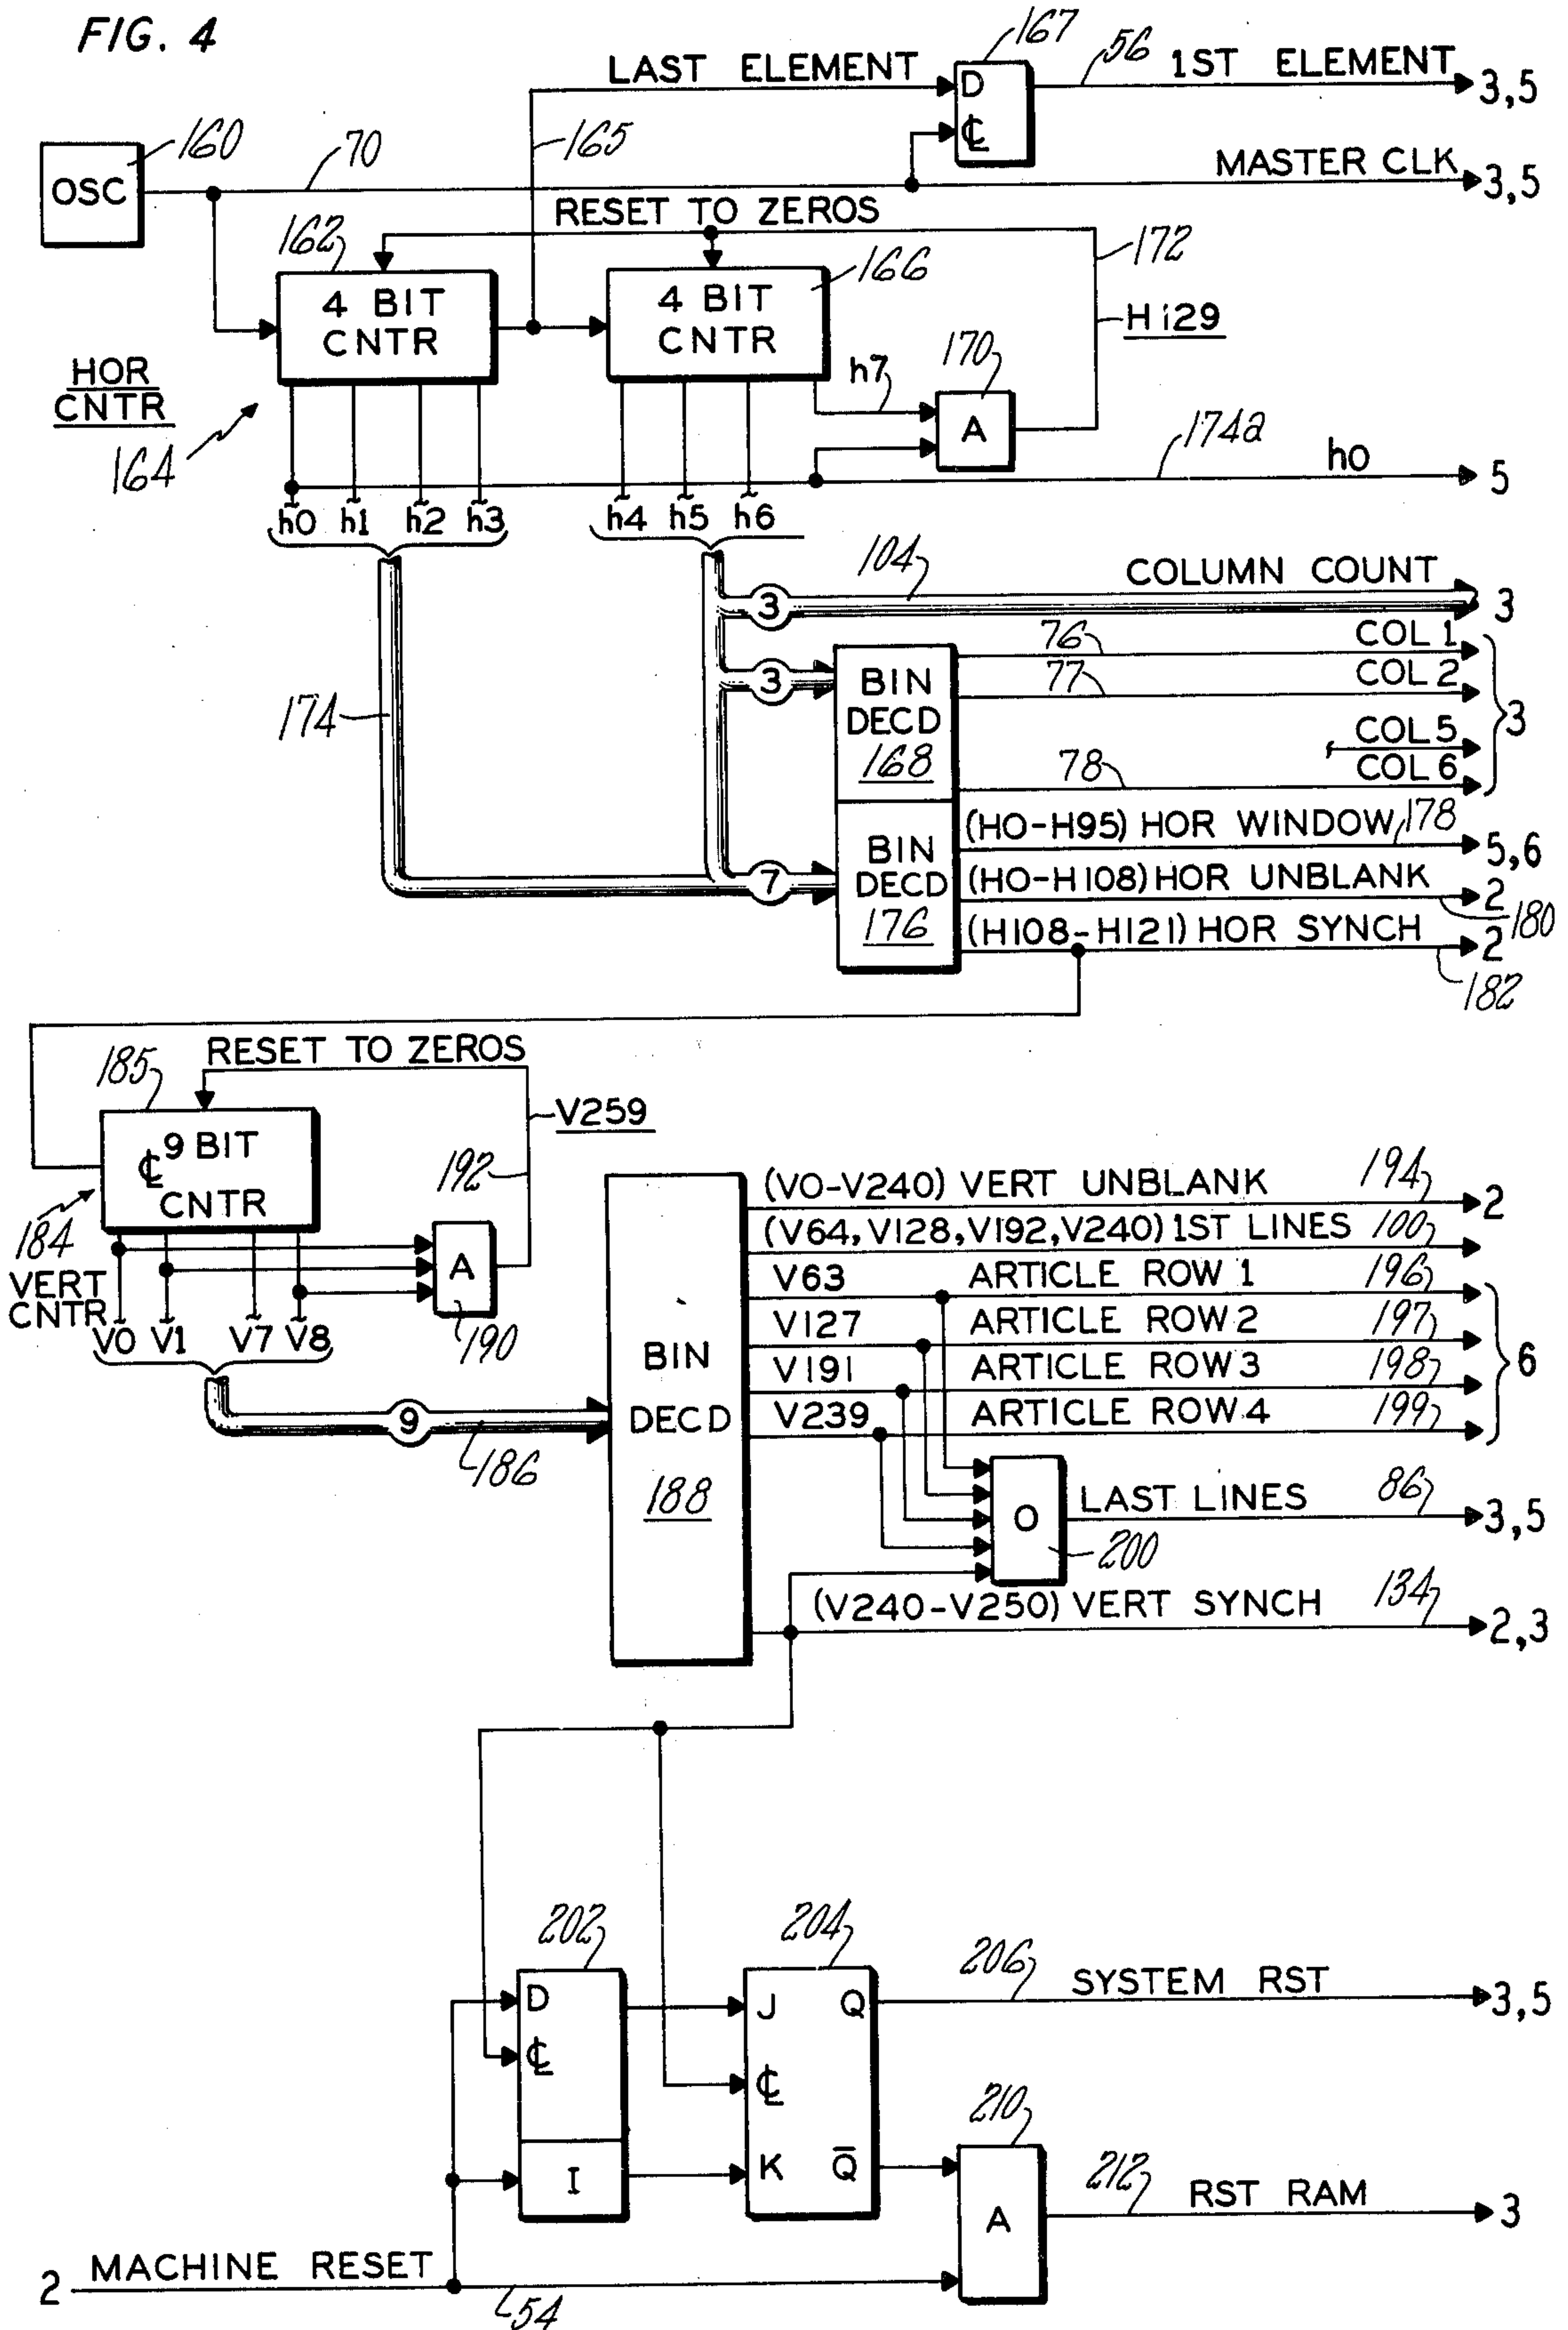 FIG. 4
167
56
LAST ELEMENT
D
℄
1ST ELEMENT
3,5
160
OSC
70
165
MASTER CLK
3,5
RESET TO ZEROS
162
4 BIT
CNTR
166
4 BIT
CNTR
172
Hi29
HOR
CNTR
164
h7
170
A
174a
h0
5
h0 h1 h2 h3
h4 h5 h6
104
COLUMN COUNT
3
3
174
3
BIN
DECD
168
76
COL 1
77
COL 2
COL 5
78
COL 6
3
7
BIN
DECD
176
(H0-H95) HOR WINDOW
178
5,6
(H0-H108) HOR UNBLANK
2
180
(H108-H121) HOR SYNCH
2
182
RESET TO ZEROS
185
℄ 9 BIT
CNTR
V259
192
184
VERT
CNTR
A
190
V0 V1 V7 V8
9
186
BIN
DECD
188
(V0-V240) VERT UNBLANK
194
2
(V64,V128,V192,V240) 1ST LINES
100
V63 ARTICLE ROW 1
196
V127 ARTICLE ROW 2
197
V191 ARTICLE ROW 3
198
V239 ARTICLE ROW 4
199
6
O
200
LAST LINES
86
3,5
(V240-V250) VERT SYNCH
134
2,3
202
D
℄
I
204
J Q
℄
K Q̅
206
SYSTEM RST
3,5
210
A
212
RST RAM
3
2 MACHINE RESET
54